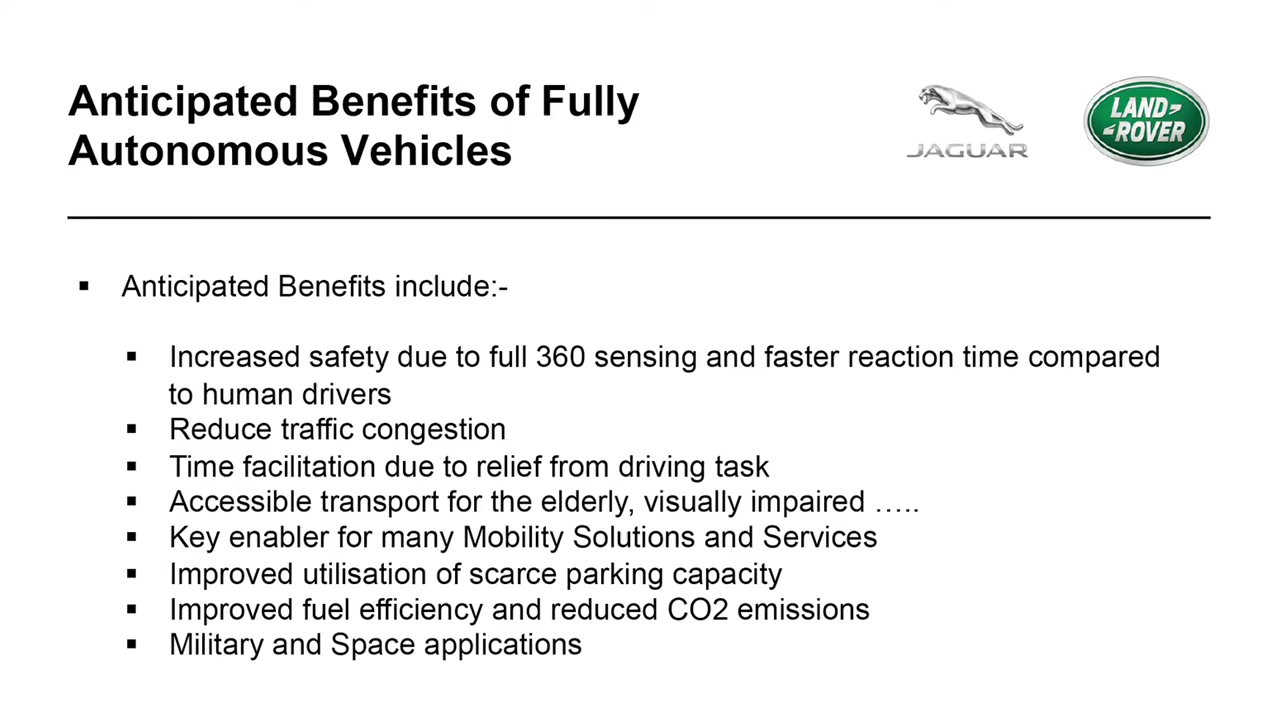 Anticipated Benefits of Fully
Autonomous Vehicles
JAGUAR
LAND-
-ROVER
▪ Anticipated Benefits include:-
▪ Increased safety due to full 360 sensing and faster reaction time compared
to human drivers
▪ Reduce traffic congestion
▪ Time facilitation due to relief from driving task
▪ Accessible transport for the elderly, visually impaired …..
▪ Key enabler for many Mobility Solutions and Services
▪ Improved utilisation of scarce parking capacity
▪ Improved fuel efficiency and reduced CO2 emissions
▪ Military and Space applications